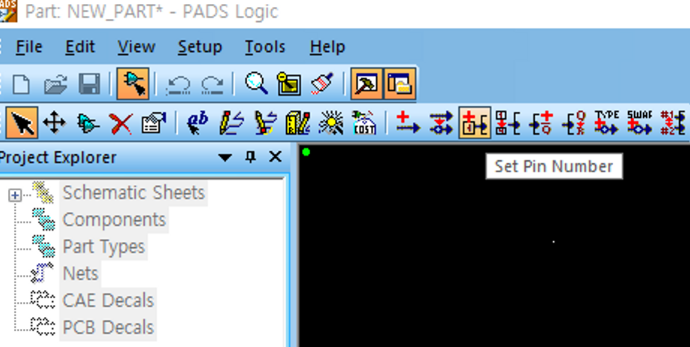 Part: NEW_PART* - PADS Logic
File Edit View Setup Tools Help
Project Explorer
Set Pin Number
Schematic Sheets
Components
Part Types
Nets
CAE Decals
PCB Decals